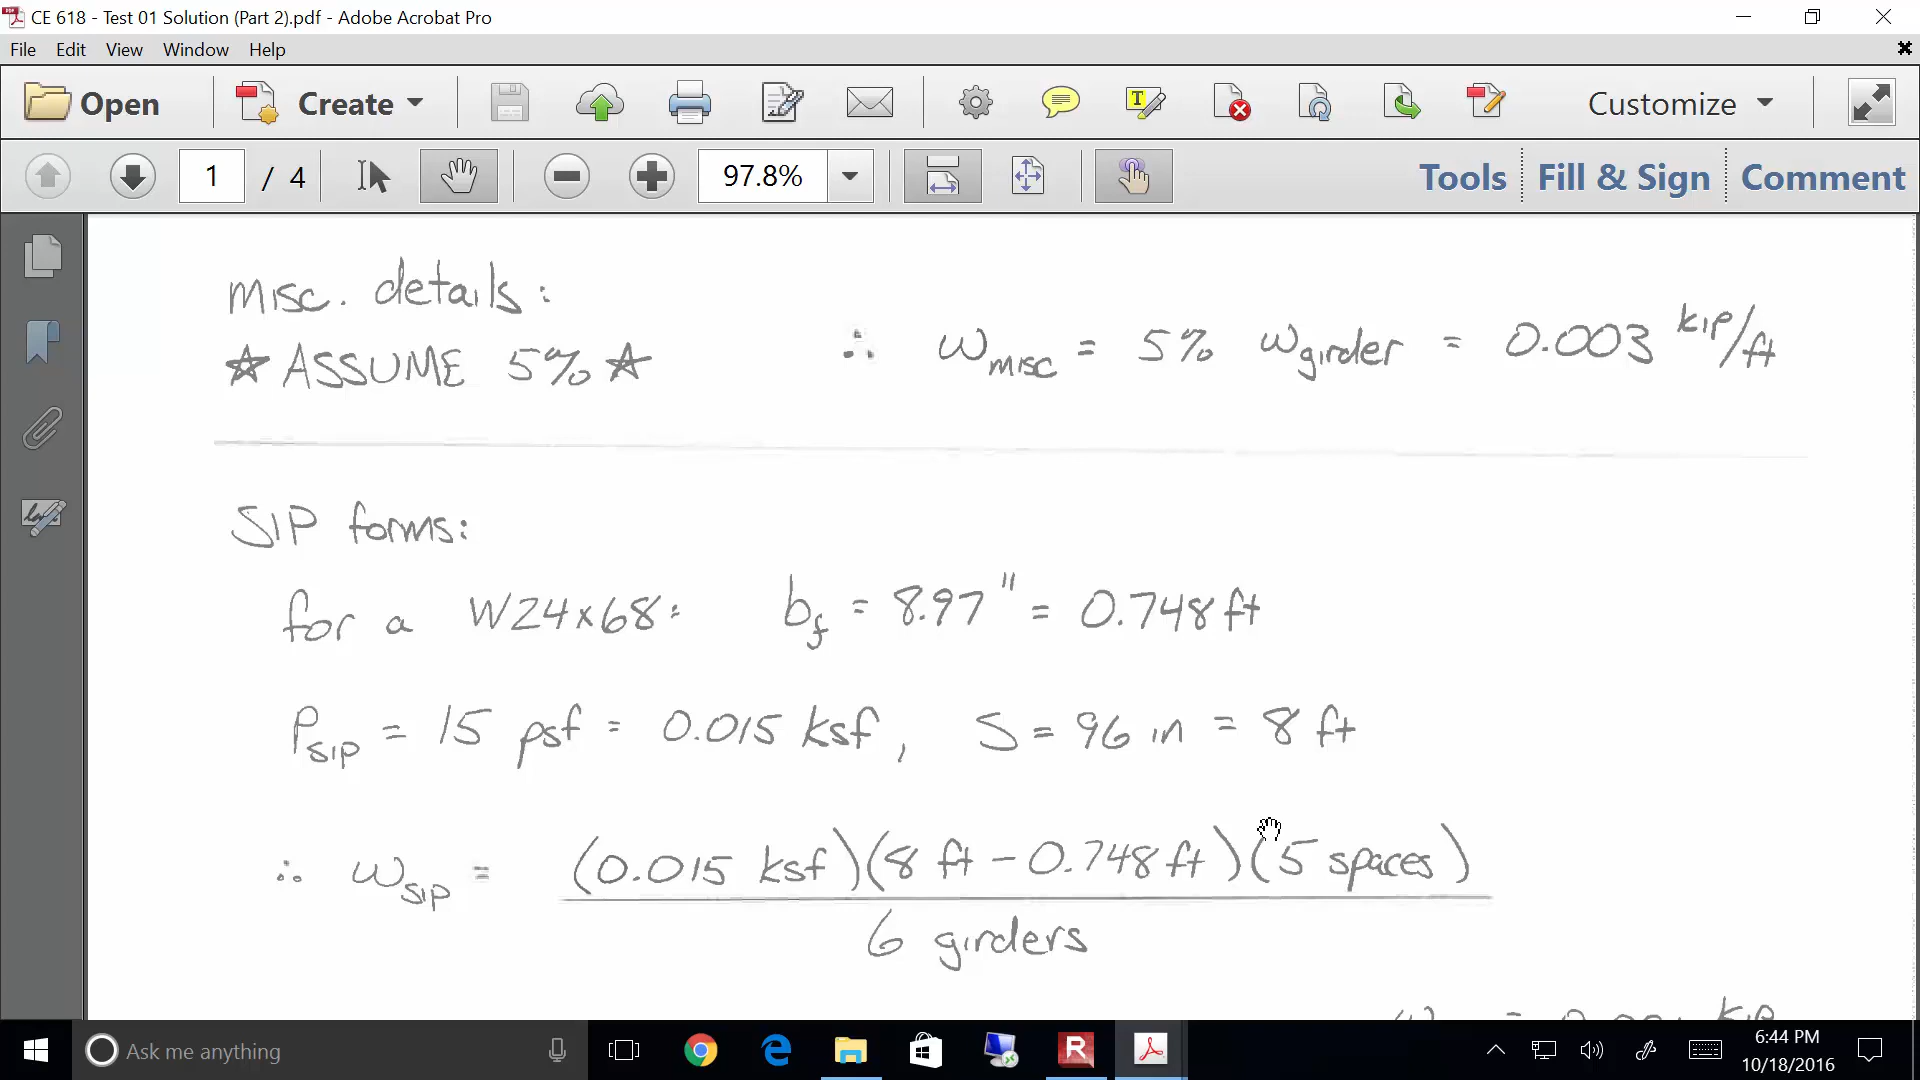 CE 618 - Test 01 Solution (Part 2).pdf - Adobe Acrobat Pro
File Edit View Window Help
Open Create Customize
1 / 4 97.8% Tools Fill & Sign Comment
misc. details:
☆ ASSUME 5% ☆ ∴ w_misc = 5% w_girder = 0.003 kip/ft
SIP forms:
for a W24x68: b_f = 8.97" = 0.748 ft
P_SIP = 15 psf = 0.015 ksf, S = 96 in = 8 ft
∴ w_SIP = (0.015 ksf)(8 ft - 0.748 ft)(5 spaces)
6 girders
Ask me anything
6:44 PM
10/18/2016